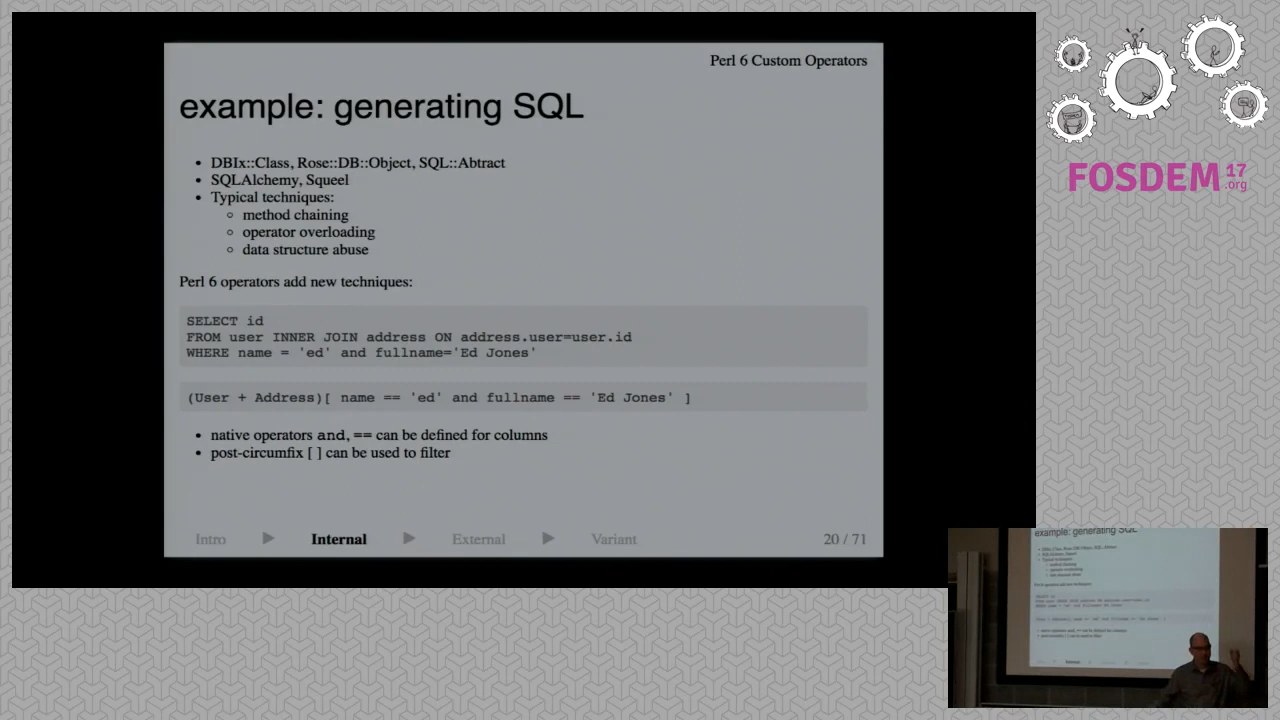 Perl 6 Custom Operators
example: generating SQL
• DBIx::Class, Rose::DB::Object, SQL::Abtract
• SQLAlchemy, Squeel
• Typical techniques:
◦ method chaining
◦ operator overloading
◦ data structure abuse
Perl 6 operators add new techniques:
SELECT id
FROM user INNER JOIN address ON address.user=user.id
WHERE name = 'ed' and fullname='Ed Jones'
(User + Address)[ name == 'ed' and fullname == 'Ed Jones' ]
• native operators and, == can be defined for columns
• post-circumfix [ ] can be used to filter
Intro ▶ Internal ▶ External ▶ Variant 20 / 71
FOSDEM 17
.org
example: generating SQL